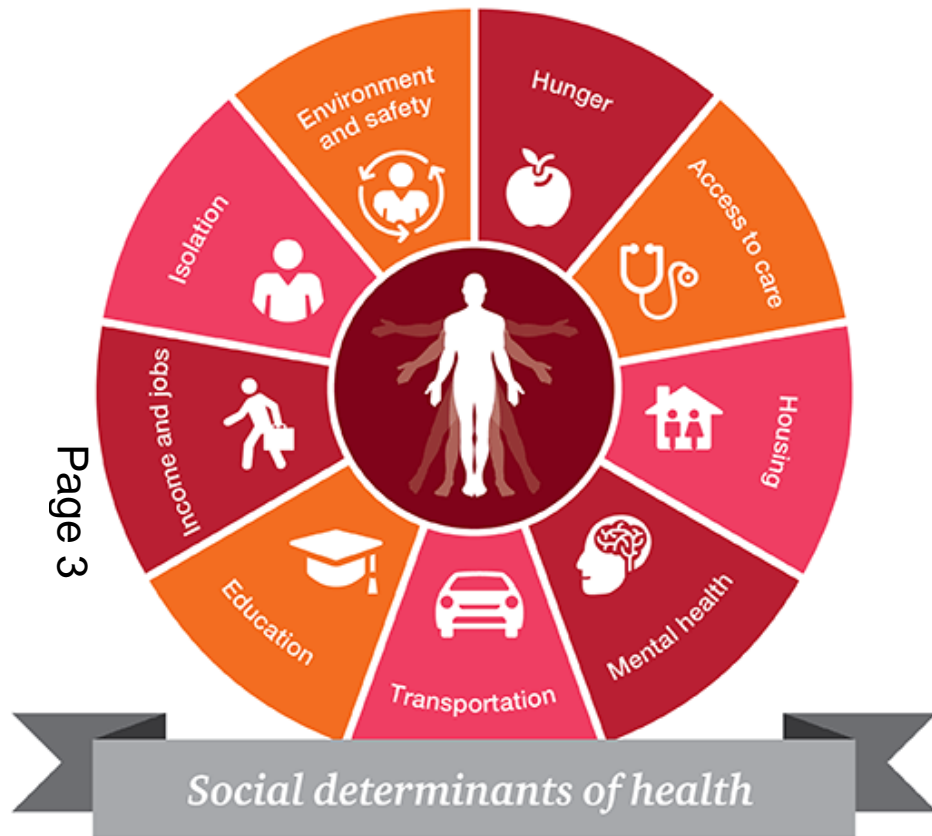 Environment
and safety
Hunger
Access to care
Housing
Mental health
Transportation
Education
Income and jobs
Isolation
Page 3
Social determinants of health